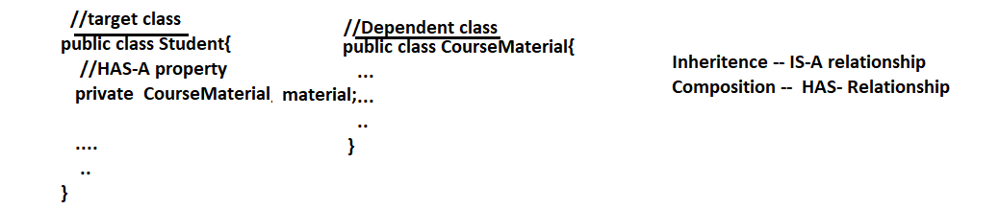 //target class
public class Student{
//HAS-A property
private CourseMaterial material;
....
..
}
//Dependent class
public class CourseMaterial{
...
...
..
}
Inheritence -- IS-A relationship
Composition -- HAS- Relationship